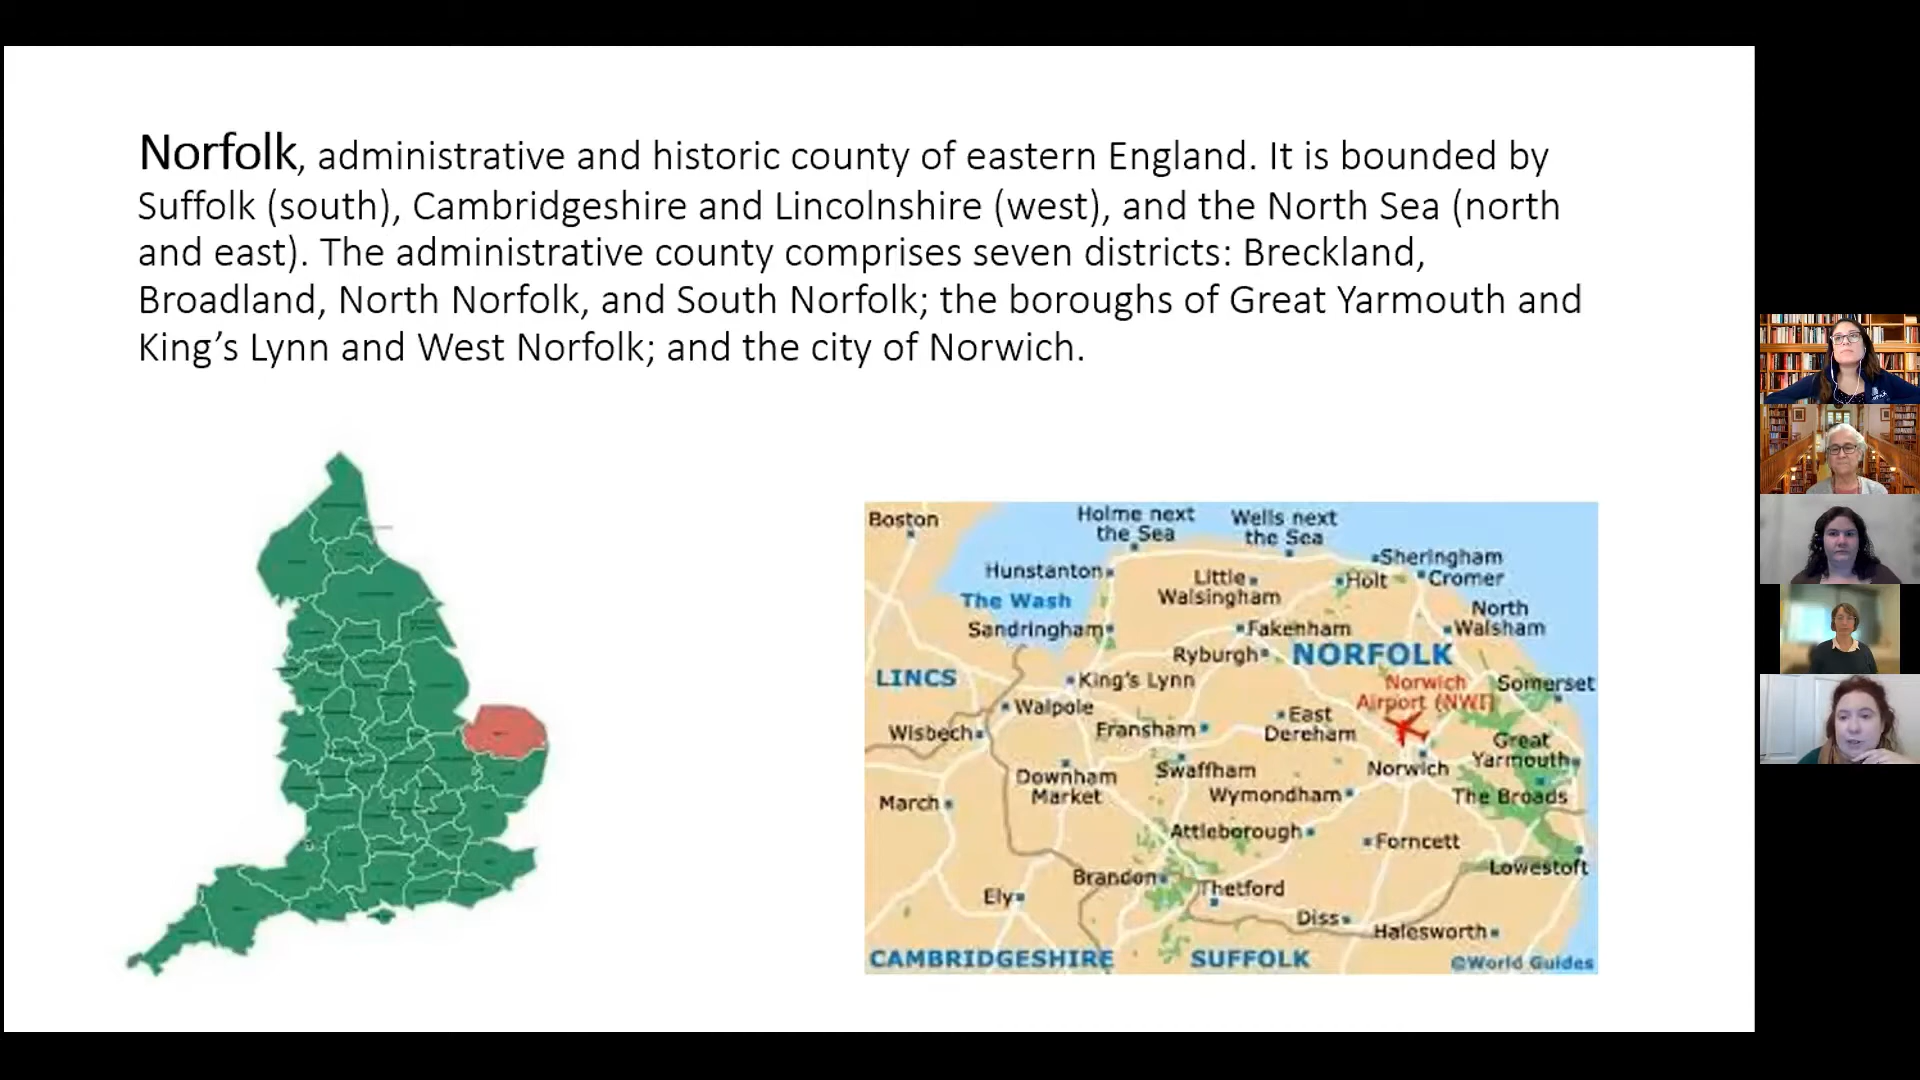 Norfolk, administrative and historic county of eastern England. It is bounded by
Suffolk (south), Cambridgeshire and Lincolnshire (west), and the North Sea (north
and east). The administrative county comprises seven districts: Breckland,
Broadland, North Norfolk, and South Norfolk; the boroughs of Great Yarmouth and
King’s Lynn and West Norfolk; and the city of Norwich.
Boston
Holme next
the Sea
Wells next
the Sea
Sheringham
Hunstanton
Little
Walsingham
Holt
Cromer
The Wash
North
Walsham
Sandringham
Fakenham
Ryburgh
NORFOLK
LINCS
King's Lynn
Norwich
Airport (NWI)
Somerset
Walpole
Wisbech
Fransham
East
Dereham
Great
Yarmouth
Downham
Market
Swaffham
Norwich
March
Wymondham
The Broads
Attleborough
Forncett
Lowestoft
Brandon
Thetford
Ely
Diss
Halesworth
CAMBRIDGESHIRE
SUFFOLK
©World Guides